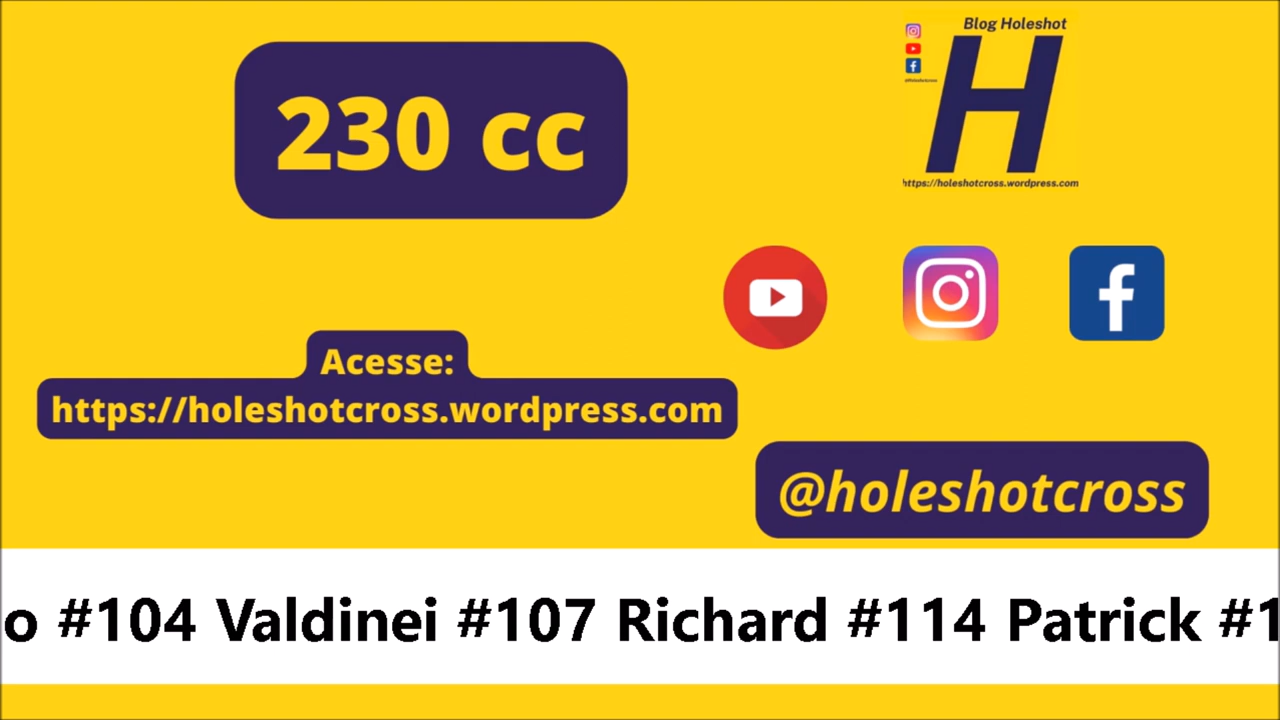 Blog Holeshot
H
https://holeshotcross.wordpress.com
230 cc
Acesse:
https://holeshotcross.wordpress.com
@holeshotcross
o #104 Valdinei #107 Richard #114 Patrick #1